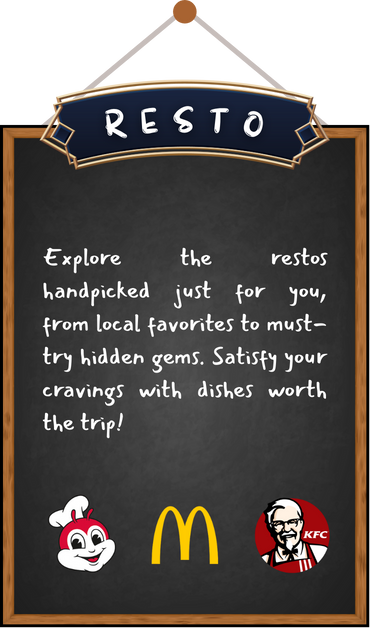 RESTO
Explore the restos
handpicked just for you,
from local favorites to must-
try hidden gems. Satisfy your
cravings with dishes worth
the trip!
KFC